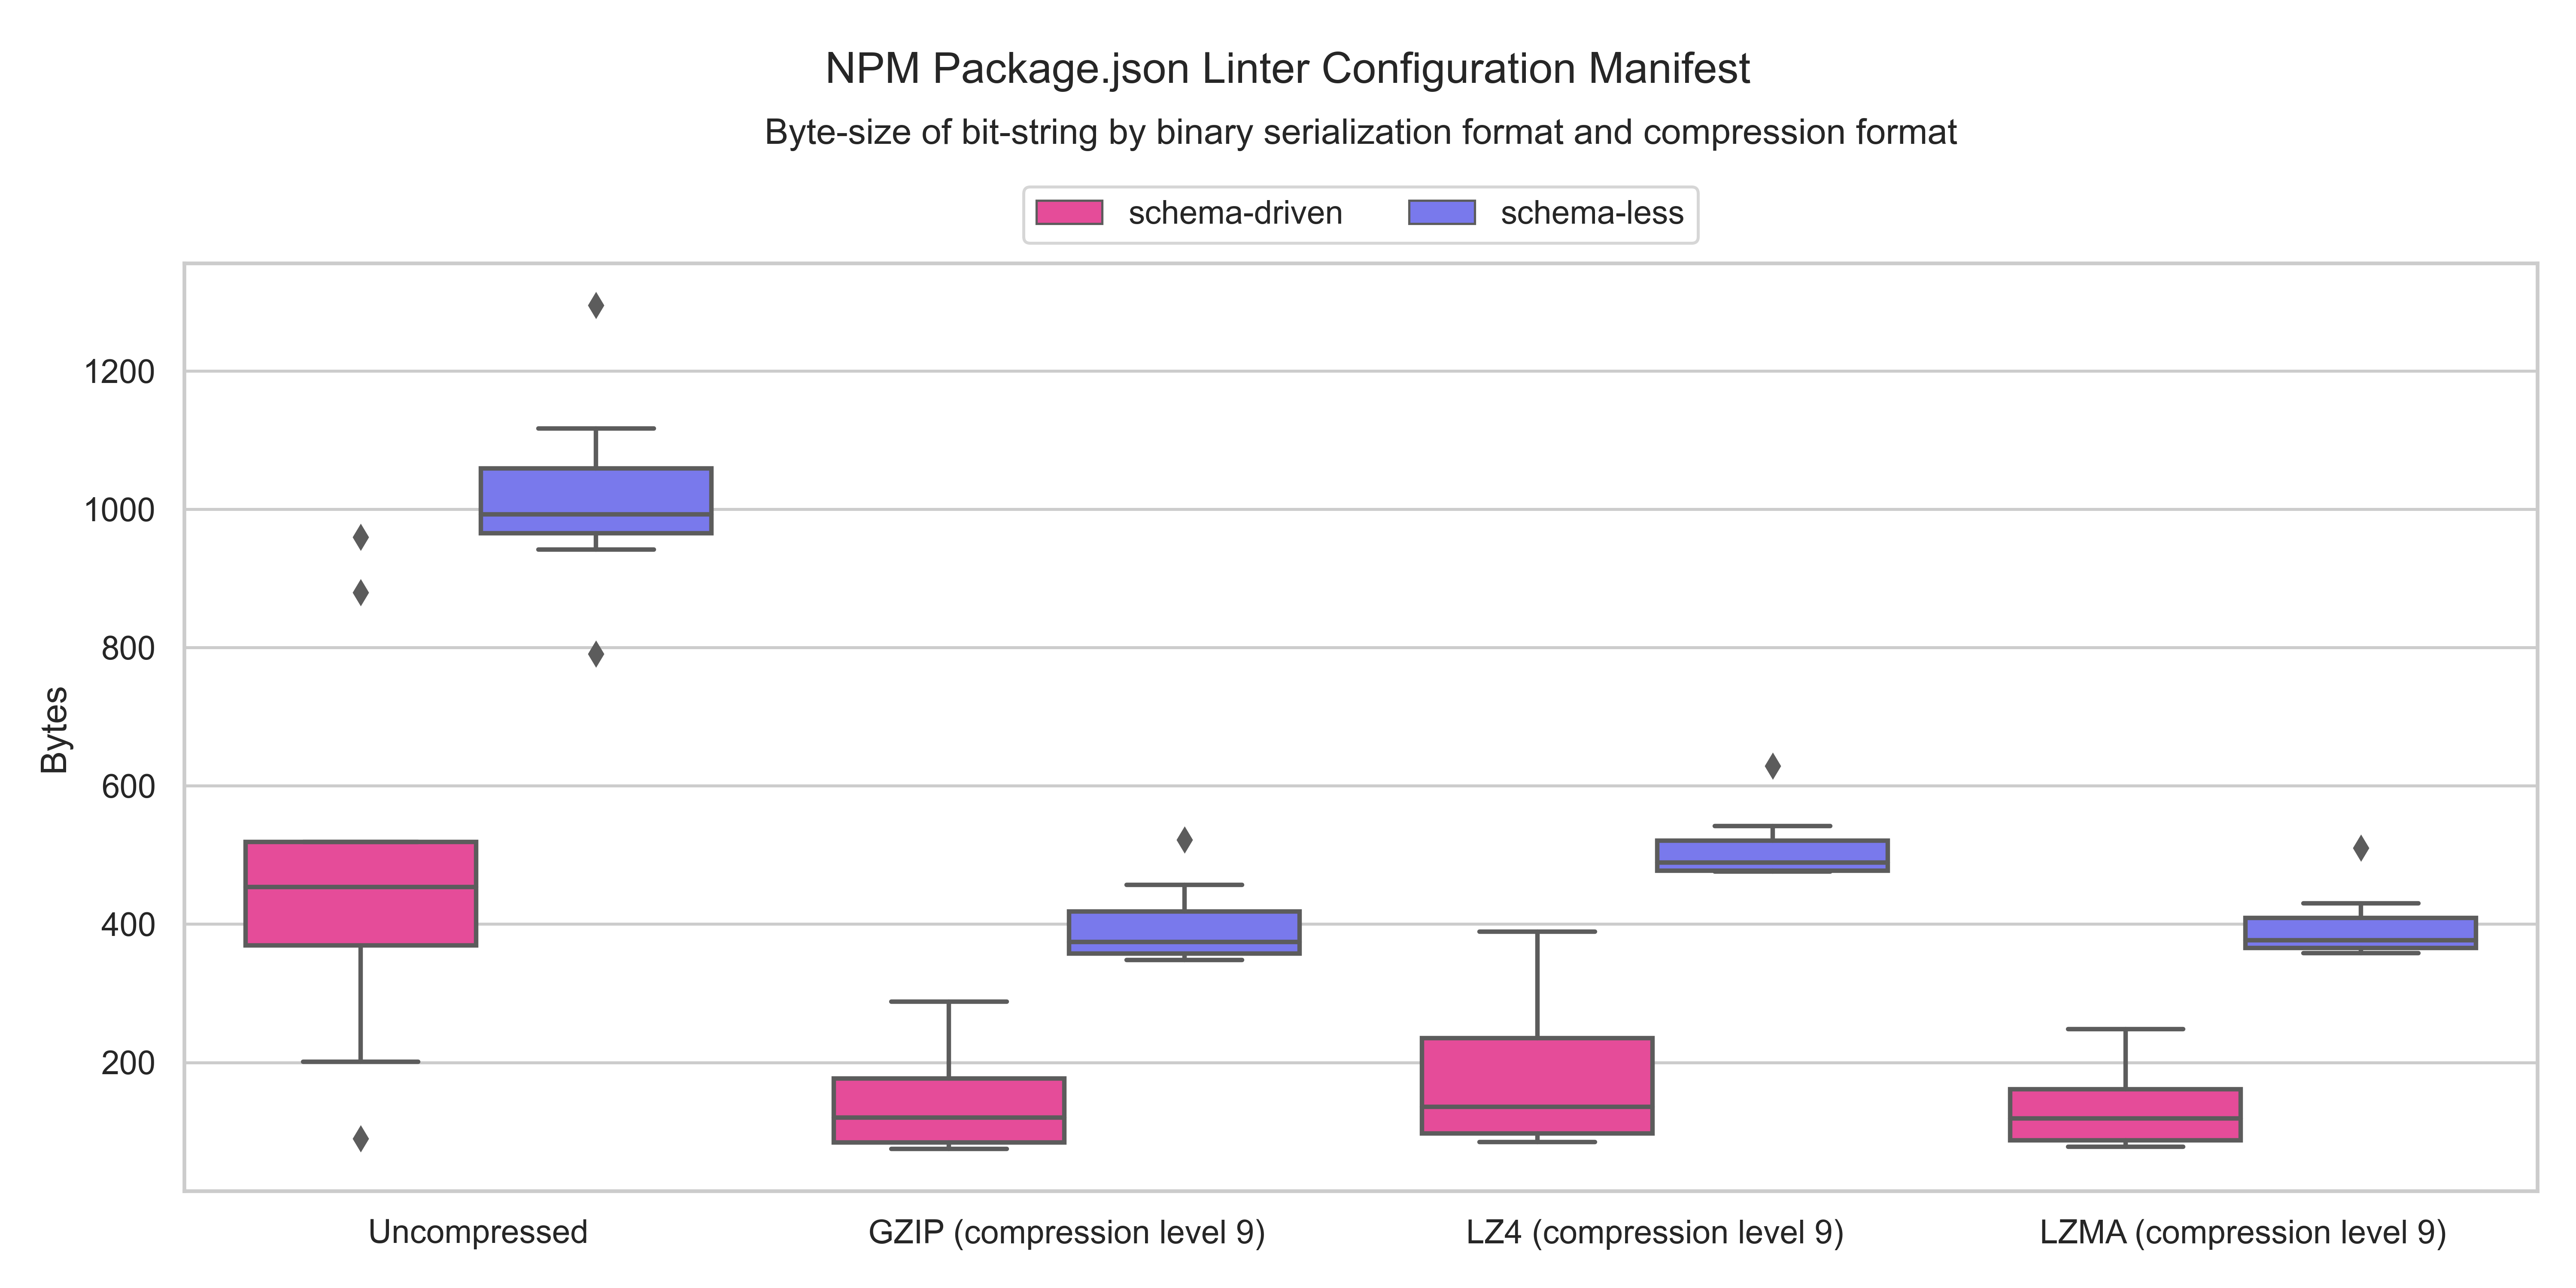 NPM Package.json Linter Configuration Manifest
Byte-size of bit-string by binary serialization format and compression format
schema-driven schema-less
1200
1000
800
600
400
200
Bytes
Uncompressed GZIP (compression level 9) LZ4 (compression level 9) LZMA (compression level 9)